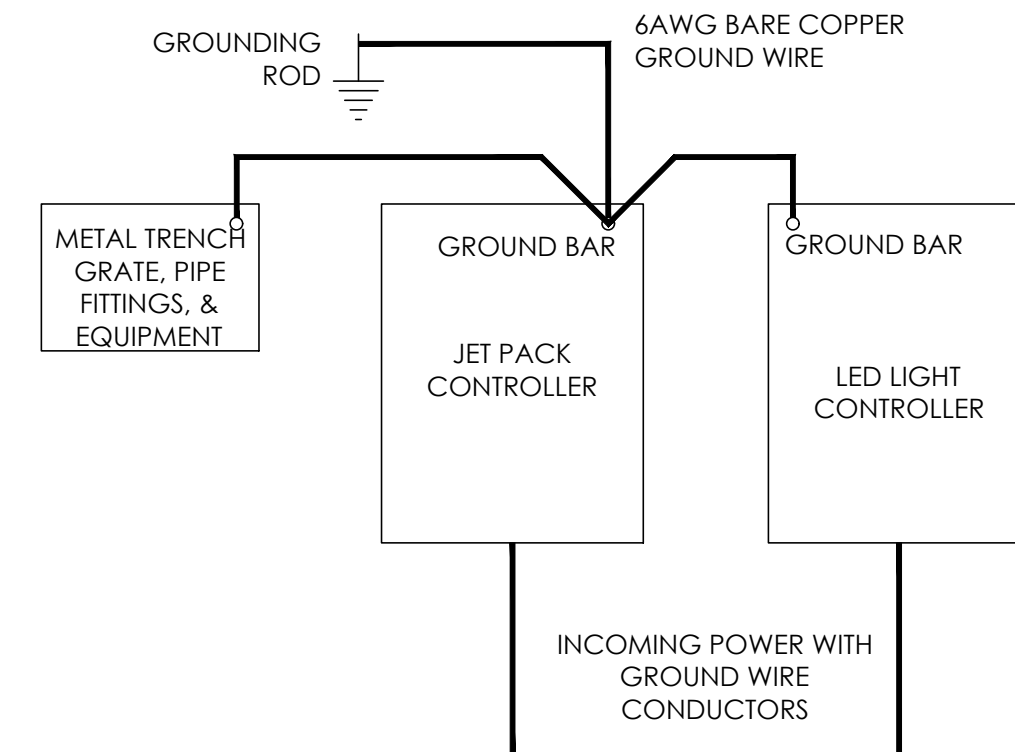 GROUNDING
ROD
6AWG BARE COPPER
GROUND WIRE
METAL TRENCH
GRATE, PIPE
FITTINGS, &
EQUIPMENT
GROUND BAR
JET PACK
CONTROLLER
GROUND BAR
LED LIGHT
CONTROLLER
INCOMING POWER WITH
GROUND WIRE
CONDUCTORS